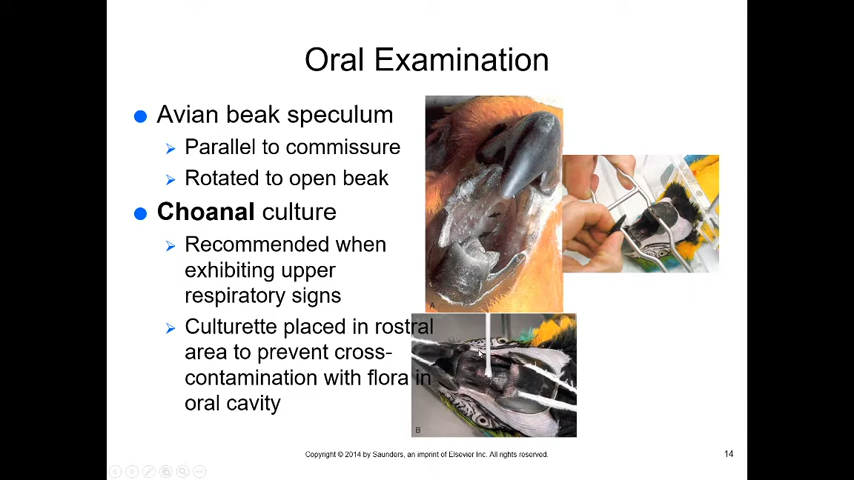 Oral Examination
Avian beak speculum
Parallel to commissure
Rotated to open beak
Choanal culture
Recommended when
exhibiting upper
respiratory signs
Culturette placed in rostral
area to prevent cross-
contamination with flora in
oral cavity
A
B
Copyright © 2014 by Saunders, an imprint of Elsevier Inc. All rights reserved.
14